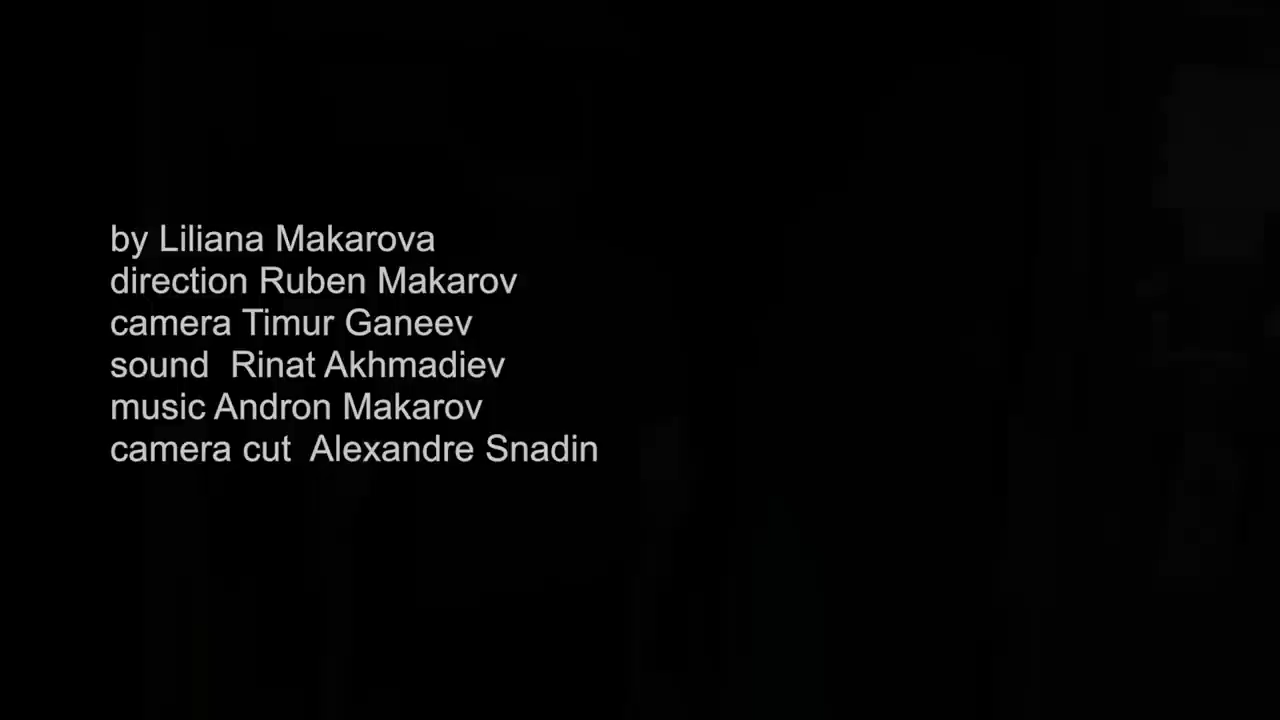 by Liliana Makarova
direction Ruben Makarov
camera Timur Ganeev
sound  Rinat Akhmadiev
music Andron Makarov
camera cut  Alexandre Snadin